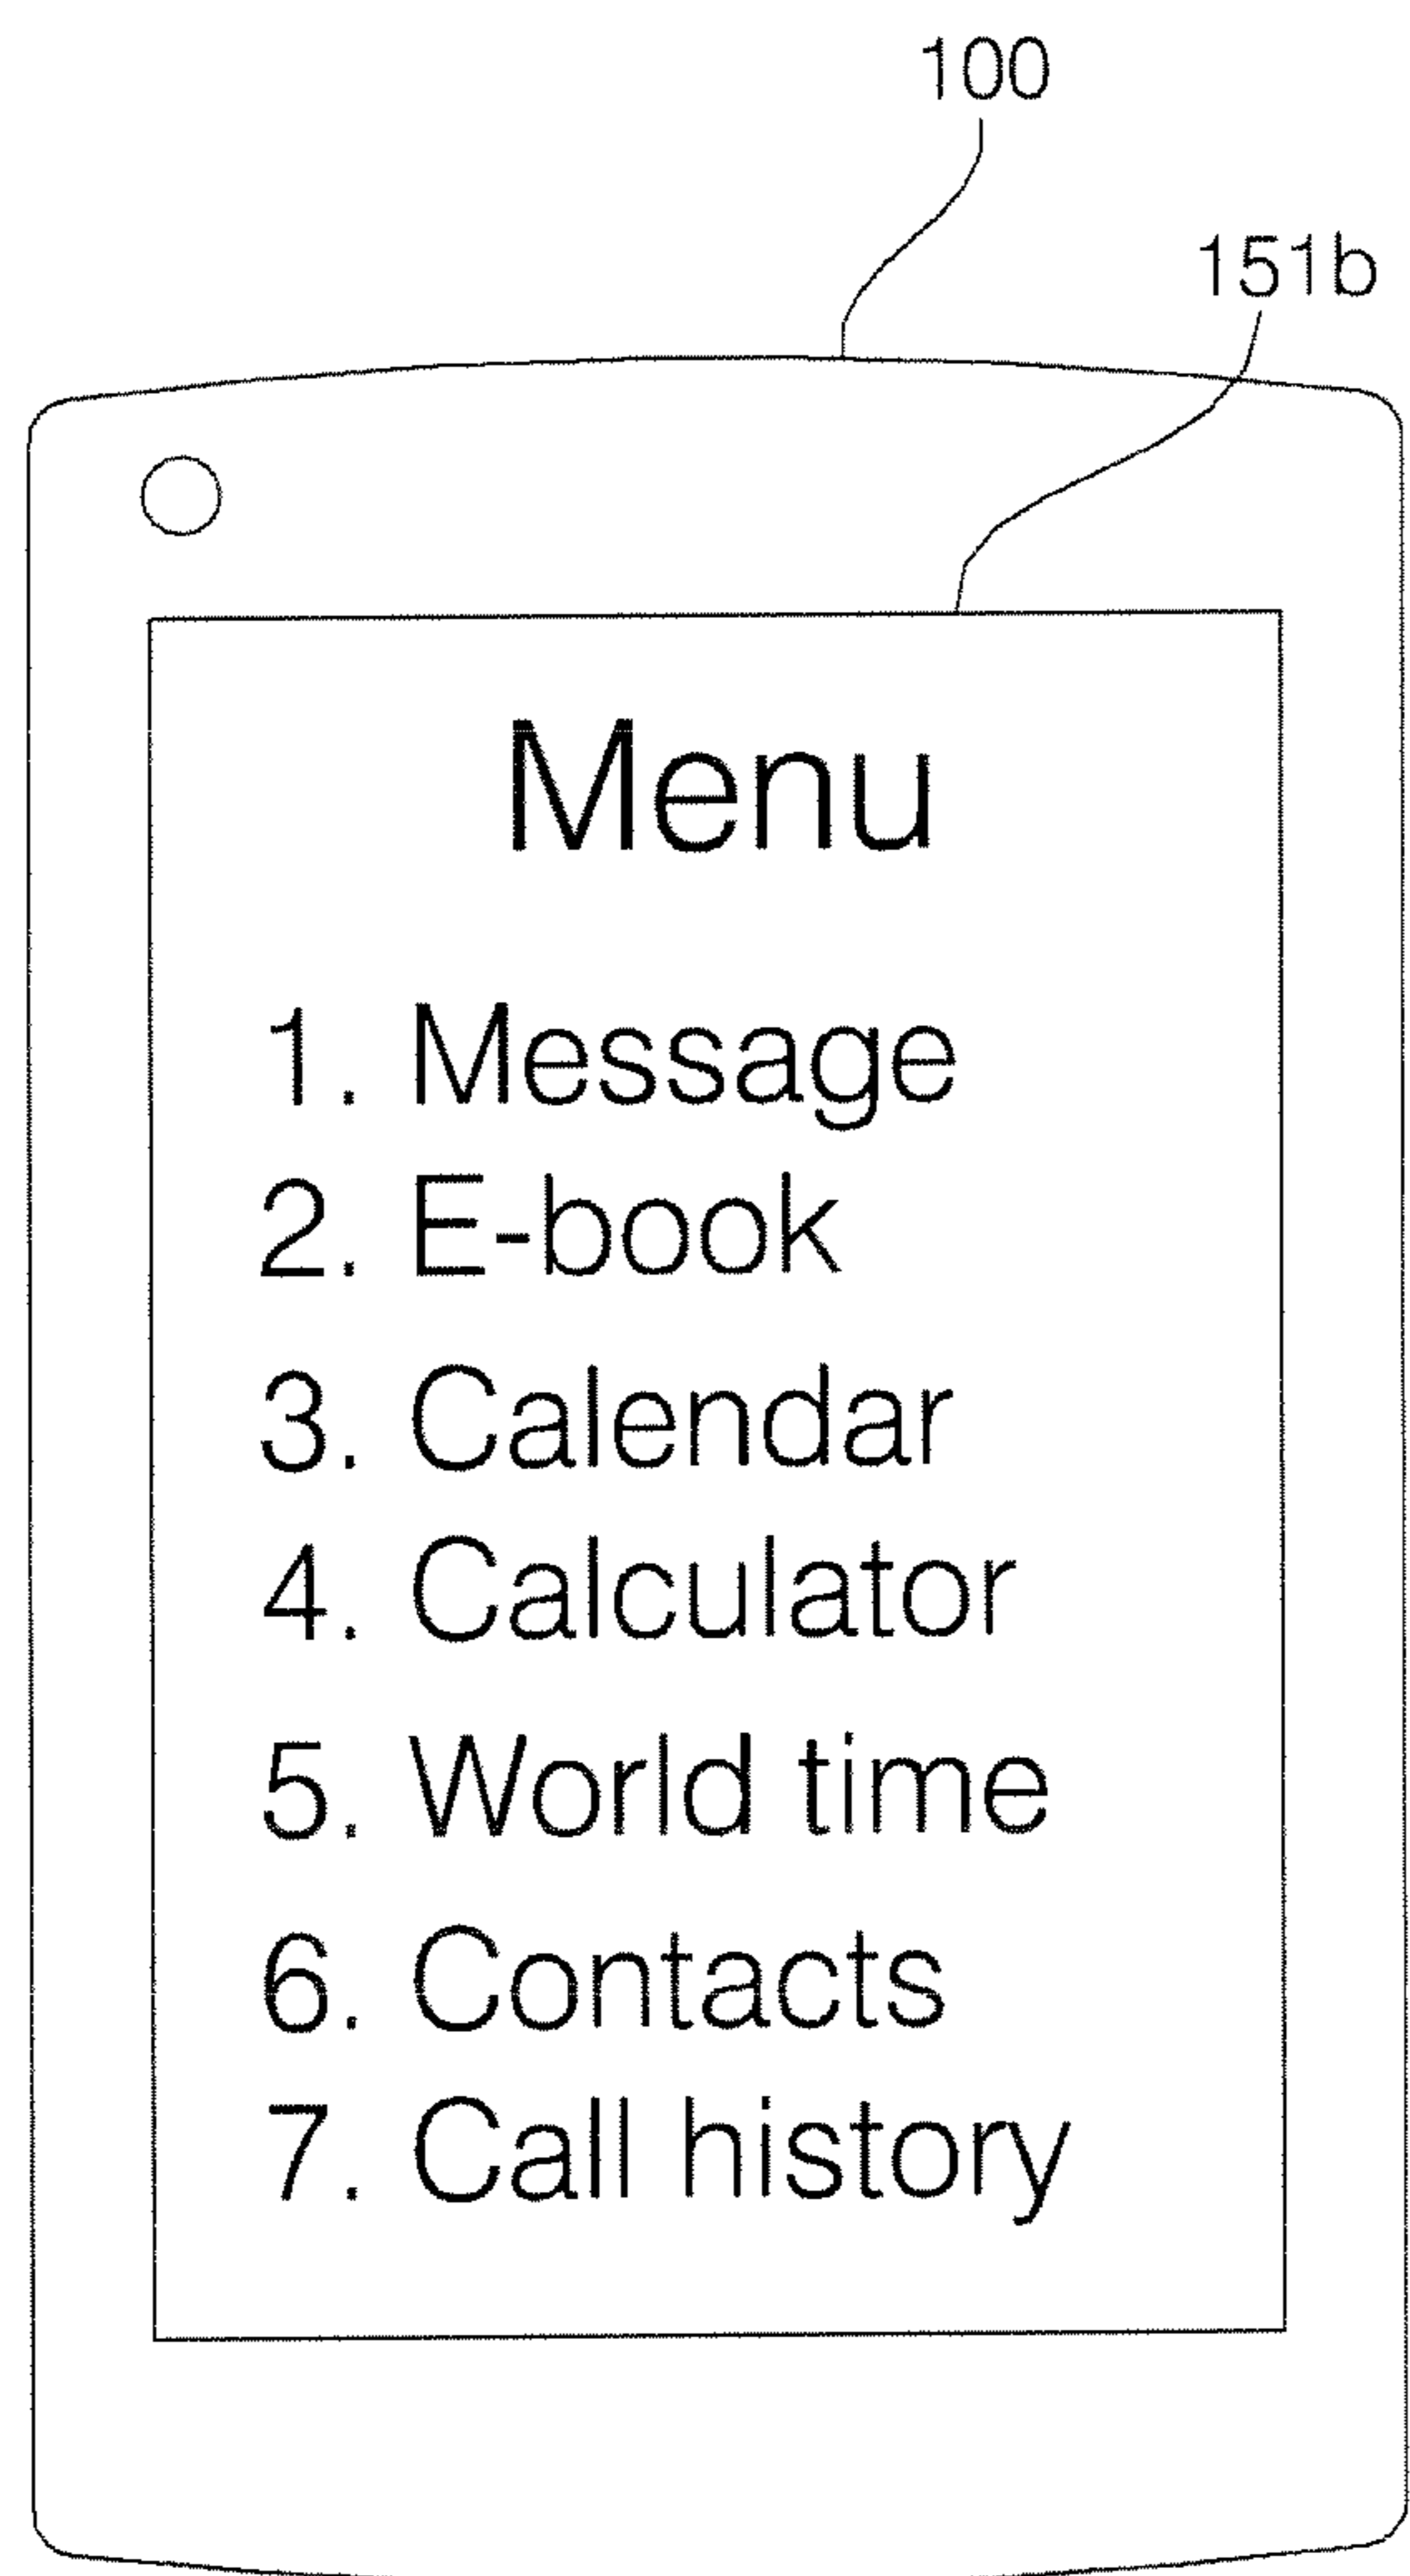 100
151b
Menu
1. Message
2. E-book
3. Calendar
4. Calculator
5. World time
6. Contacts
7. Call history